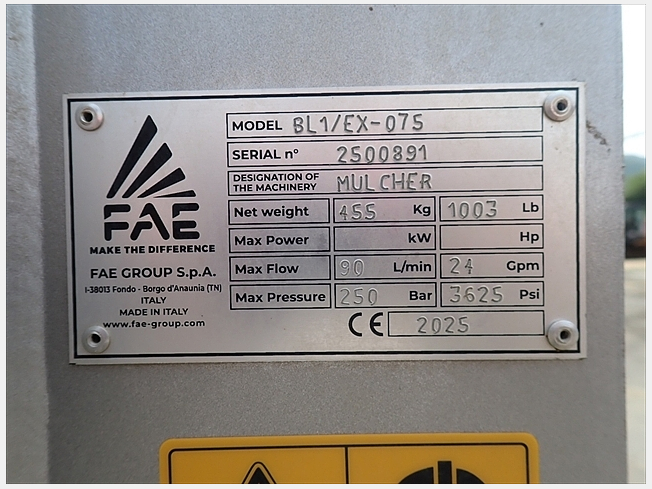 FAE
MAKE THE DIFFERENCE
FAE GROUP S.p.A.
I-38013 Fondo - Borgo d'Anaunia (TN)
ITALY
MADE IN ITALY
www.fae-group.com
MODEL BL1/EX-075
SERIAL n° 2500891
DESIGNATION OF
THE MACHINERY MULCHER
Net weight 455 Kg 1003 Lb
Max Power kW Hp
Max Flow 90 L/min 24 Gpm
Max Pressure 250 Bar 3625 Psi
CE 2025